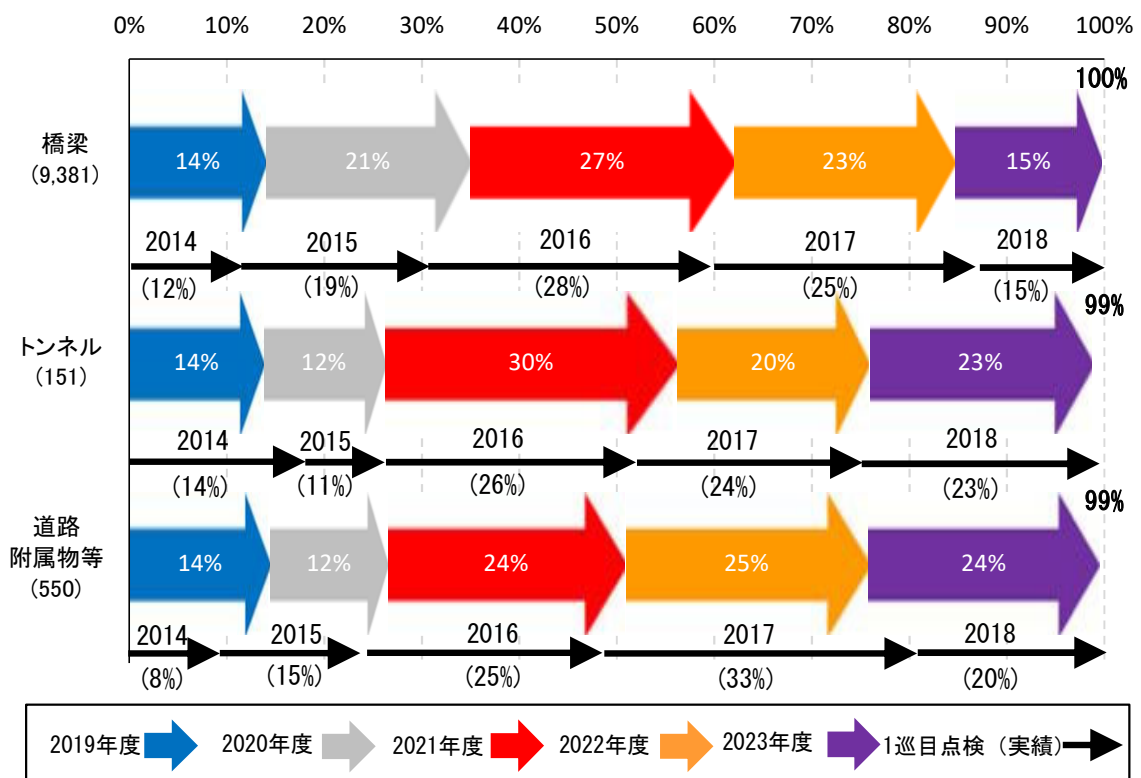 0% 10% 20% 30% 40% 50% 60% 70% 80% 90% 100%
100%
橋梁
(9,381)
14% 21% 27% 23% 15%
2014 2015 2016 2017 2018
(12%) (19%) (28%) (25%) (15%)
99%
トンネル
(151)
14% 12% 30% 20% 23%
2014 2015 2016 2017 2018
(14%) (11%) (26%) (24%) (23%)
99%
道路
附属物等
(550)
14% 12% 24% 25% 24%
2014 2015 2016 2017 2018
(8%) (15%) (25%) (33%) (20%)
2019年度 2020年度 2021年度 2022年度 2023年度 1巡目点検（実績）